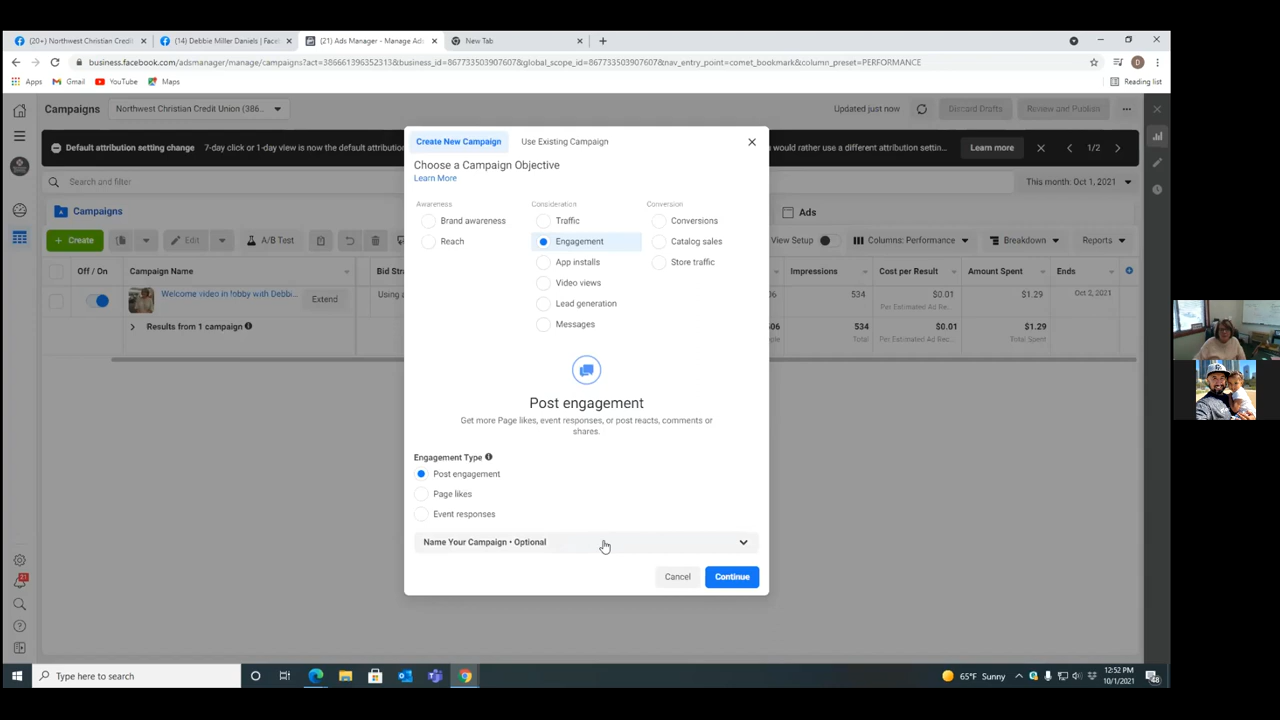 (20+) Northwest Christian Credit
(14) Debbie Miller Daniels | Face
(21) Ads Manager - Manage Ads
New Tab
business.facebook.com/adsmanager/manage/campaigns?act=386661396352313&business_id=867733503907607&global_scope_id=867733503907607&nav_entry_point=comet_bookmark&column_preset=PERFORMANCE
D
Apps Gmail YouTube Maps Reading list
Campaigns Northwest Christian Credit Union (386... Updated just now Discard Drafts Review and Publish
Default attribution setting change 7-day click or 1-day view is now the default attribution would rather use a different attribution settin... Learn more 1/2
Search and filter This month: Oct 1, 2021
Campaigns Ads
+ Create Edit A/B Test View Setup Columns: Performance Breakdown Reports
Off / On Campaign Name Bid Impressions Cost per Result Amount Spent Ends
Welcome video in lobby with Debbi... Extend Using a 534 $0.01 $1.29 Oct 2, 2021
Per Estimated Ad Re...
Results from 1 campaign 534 $0.01 $1.29
Total Per Estimated Ad Rec... Total Spent
Create New Campaign Use Existing Campaign
Choose a Campaign Objective
Learn More
Awareness Consideration Conversion
Brand awareness Traffic Conversions
Reach Engagement Catalog sales
App installs Store traffic
Video views
Lead generation
Messages
Post engagement
Get more Page likes, event responses, or post reacts, comments or
shares.
Engagement Type
Post engagement
Page likes
Event responses
Name Your Campaign • Optional
Cancel Continue
21
Type here to search 65°F Sunny 12:52 PM
10/1/2021